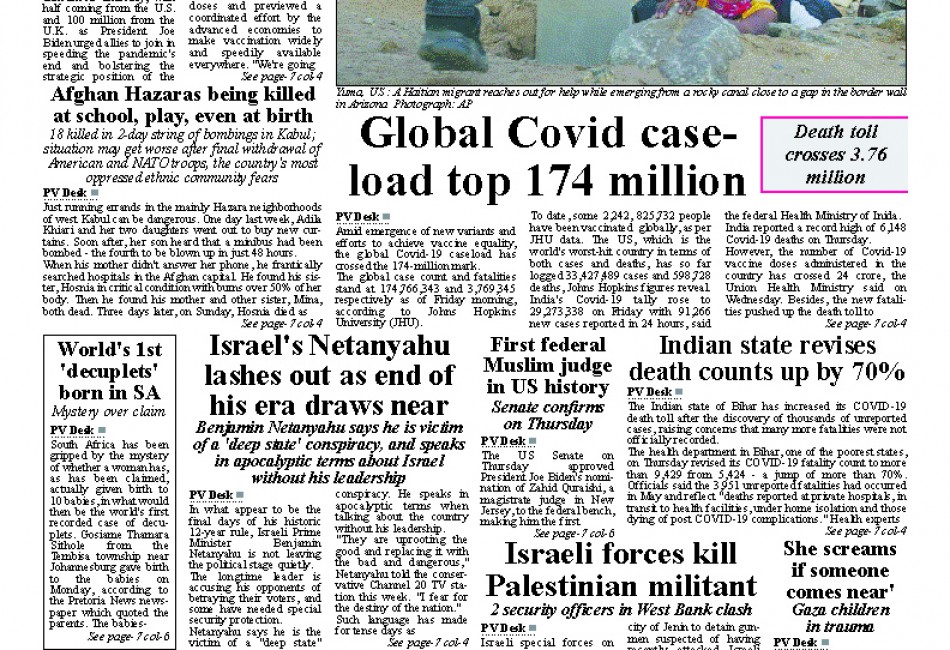 half coming from the U.S.
and 100 million from the
U.K. as President Joe
Biden urged allies to join in
speeding the pandemic's
end and bolstering the
strategic position of the
doses and previewed a
coordinated effort by the
advanced economies to
make vaccination widely
and speedily available
everywhere. "We're going
See page- 7 col-4
Yuma, US : A Haitian migrant reaches out for help while emerging from a rocky canal close to a gap in the border wall
in Arizona Photograph: AP
Afghan Hazaras being killed
at school, play, even at birth
18 killed in 2-day string of bombings in Kabul;
situation may get worse after final withdrawal of
American and NATO troops, the country's most
oppressed ethnic community fears
PV Desk
Just running errands in the mainly Hazara neighborhoods
of west Kabul can be dangerous. One day last week, Adila
Khiari and her two daughters went out to buy new cur-
tains. Soon after, her son heard that a minibus had been
bombed - the fourth to be blown up in just 48 hours.
When his mother didn't answer her phone, he frantically
searched hospitals in the Afghan capital. He found his sis-
ter, Hosnia in critical condition with burns over 50% of her
body. Then he found his mother and other sister, Mina,
both dead. Three days later, on Sunday, Hosnia died as
See page- 7 col-4
Global Covid case-
load top 174 million
Death toll
crosses 3.76
million
PV Desk
Amid emergence of new variants and
efforts to achieve vaccine equality,
the global Covid caseload has
crossed the 174-million mark.
The global case count and fatalities
stand at 174,766,343 and 3,769,345
respectively as of Friday morning,
according to Johns Hopkins
University (JHU).
To date, some 2,242, 825,732 people
have been vaccinated globally, as per
JHU data. The US, which is the
world's worst-hit country in terms of
both cases and deaths, has so far
logged 33,427,489 cases and 598,728
deaths, Johns Hopkins figures reveal.
India's Covid-19 tally rose to
29,273,338 on Friday with 91,266
new cases reported in 24 hours, said
the federal Health Ministry of Inida.
India reported a record high of 6,148
Covid-19 deaths on Thursday.
However, the number of Covid-19
vaccine doses administered in the
country has crossed 24 crore, the
Union Health Ministry said on
Wednesday. Besides, the new fatali-
ties pushed up the death toll to
See page- 7 col-4
World's 1st
'decuplets'
born in SA
Mystery over claim
PV Desk
South Africa has been
gripped by the mystery
of whether a woman has,
as has been claimed,
actually given birth to
10 babies, in what would
then be the world's first
recorded case of decu-
plets. Gosiame Thamara
Sithole from the
Tembisa township near
Johannesburg gave birth
to the babies on
Monday, according to
the Pretoria News news-
paper which quoted the
parents. The babies-
See page- 7 col-6
Israel's Netanyahu
lashes out as end of
his era draws near
Benjamin Netanyahu says he is victim
of a 'deep state' conspiracy, and speaks
in apocalyptic terms about Israel
without his leadership
PV Desk
In what appear to be the
final days of his historic
12-year rule, Israeli Prime
Minister Benjamin
Netanyahu is not leaving
the political stage quietly.
The longtime leader is
accusing his opponents of
betraying their voters, and
some have needed special
security protection.
Netanyahu says he is the
victim of a "deep state"
conspiracy. He speaks in
apocalyptic terms when
talking about the country
without his leadership.
"They are uprooting the
good and replacing it with
the bad and dangerous,"
Netanyahu told the conser-
vative Channel 20 TV sta-
tion this week. "I fear for
the destiny of the nation."
Such language has made
for tense days as
See page- 7 col-4
First federal
Muslim judge
in US history
Senate confirms
on Thursday
PV Desk
The US Senate on
Thursday approved
President Joe Biden's nomi-
nation of Zahid Quraishi, a
magistrate judge in New
Jersey, to the federal bench,
making him the first
See page- 7 col-6
Indian state revises
death counts up by 70%
PV Desk
The Indian state of Bihar has increased its COVID-19
death toll after the discovery of thousands of unreported
cases, raising concerns that many more fatalities were not
officially recorded.
The health department in Bihar, one of the poorest states,
on Thursday revised its COVID-19 fatality count to more
than 9,429 from 5,424 - a jump of more than 70%.
Officials said the 3,951 unreported fatalities had occurred
in May and reflect "deaths reported at private hospitals, in
transit to health facilities, under home isolation and those
dying of post COVID-19 complications." Health experts
See page- 7 col-4
Israeli forces kill
Palestinian militant
2 security officers in West Bank clash
PV Desk
Israeli special forces on
city of Jenin to detain gun-
men suspected of having
recently attacked Israeli
She screams
if someone
comes near'
Gaza children
in trauma
PV Desk